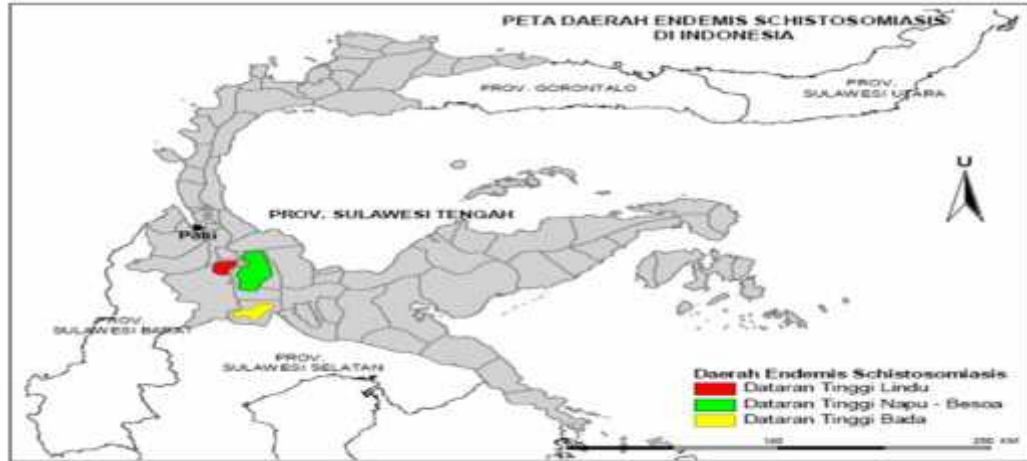 PETA DAERAH ENDEMIS SCHISTOSOMIASIS
DI INDONESIA
PROV. GORONTALO
PROV.
SULAWESI UTARA
U
PROV. SULAWESI TENGAH
Palu
PROV.
SULAWESI BARAT
PROV.
SULAWESI SELATAN
Daerah Endemis Schistosomiasis
Dataran Tinggi Lindu
Dataran Tinggi Napu - Besoa
Dataran Tinggi Bada
KM